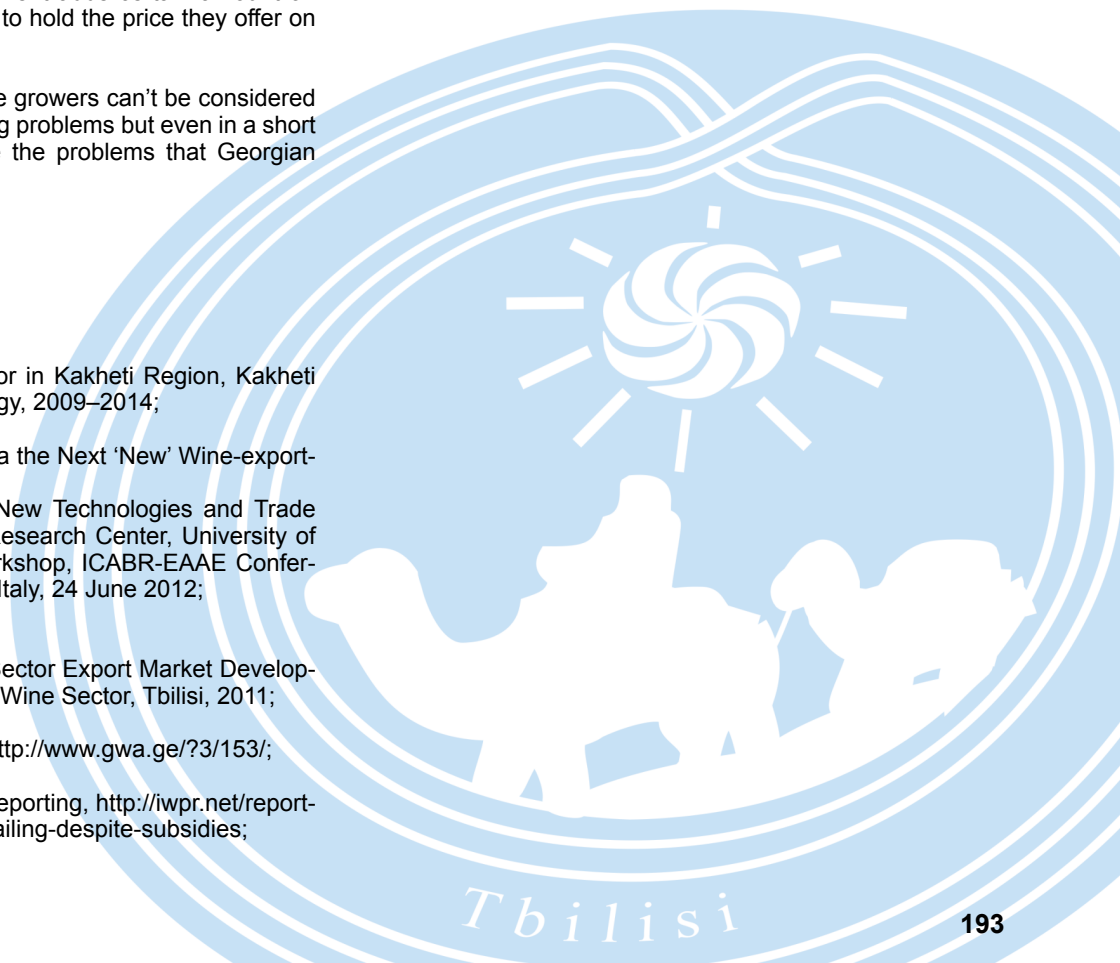 to hold the price they offer on
e growers can't be considered
g problems but even in a short
the problems that Georgian
or in Kakheti Region, Kakheti
gy, 2009–2014;
a the Next 'New' Wine-export-
New Technologies and Trade
esearch Center, University of
rkshop, ICABR-EAAE Confer-
Italy, 24 June 2012;
Sector Export Market Develop-
Wine Sector, Tbilisi, 2011;
ttp://www.gwa.ge/?3/153/;
eporting, http://iwpr.net/report-
ailing-despite-subsidies;
Tbilisi
193